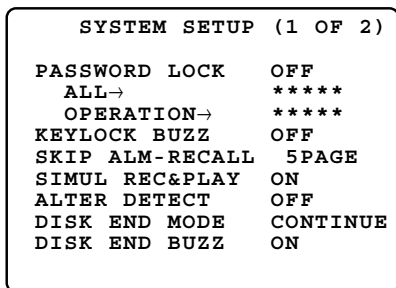 SYSTEM SETUP (1 OF 2)
PASSWORD LOCK OFF
ALL→ *****
OPERATION→ *****
KEYLOCK BUZZ OFF
SKIP ALM-RECALL 5PAGE
SIMUL REC&PLAY ON
ALTER DETECT OFF
DISK END MODE CONTINUE
DISK END BUZZ ON